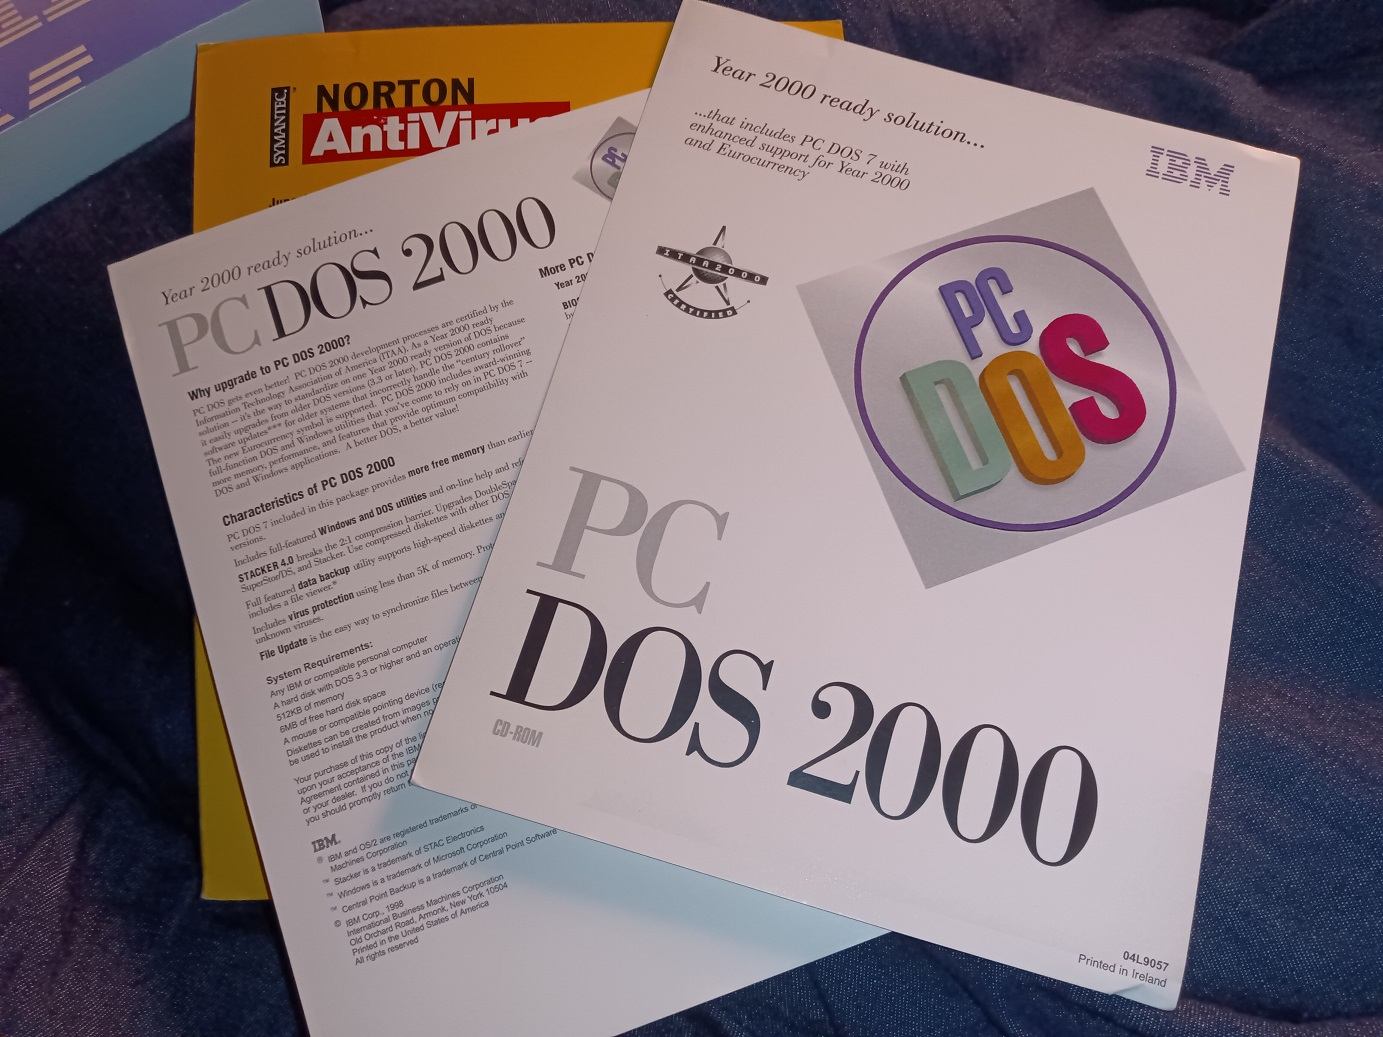 SYMANTEC.
NORTON
AntiVirus
Year 2000 ready solution...
PC DOS 2000
Why upgrade to PC DOS 2000?
PC DOS gets even better! PC DOS 2000 development processes are certified by the
Information Technology Association of America (ITAA). As a Year 2000 ready
solution – it's the way to standardize on one Year 2000 ready version of DOS because
it easily upgrades from older DOS versions (3.3 or later). PC DOS 2000 contains
software updates*** for older systems that incorrectly handle the "century rollover"
The new Eurocurrency symbol is supported. PC DOS 2000 includes award-winning
full-function DOS and Windows utilities that you've come to rely on in PC DOS 7 –
more memory, performance, and features that provide optimum compatibility with
DOS and Windows applications. A better DOS, a better value!
Characteristics of PC DOS 2000
PC DOS 7 included in this package provides more free memory than earlier
versions.
Includes full-featured Windows and DOS utilities and on-line help and
STACKER 4.0 breaks the 2:1 compression barrier. Upgrades
SuperStor/DS, and Stacker. Use compressed diskettes with other DOS
Full featured data backup utility supports high-speed diskettes
includes a file viewer.*
Includes virus protection using less than 5K of memory.
unknown viruses.
File Update is the easy way to synchronize files between
System Requirements:
Any IBM or compatible personal computer
A hard disk with DOS 3.3 or higher and an
512KB of memory
6MB of free hard disk space
A mouse or compatible pointing device
Diskettes can be created from images
be used to install the product when
Your purchase of this copy of the
upon your acceptance of the IBM
Agreement contained in this
or your dealer. If you do not
you should promptly return
IBM.
® IBM and OS/2 are registered trademarks of
Machines Corporation
™ Stacker is a trademark of STAC Electronics
™ Windows is a trademark of Microsoft Corporation
™ Central Point Backup is a trademark of Central Point Software
© IBM Corp., 1998
International Business Machines Corporation
Old Orchard Road, Armonk, New York 10504
Printed in the United States of America
All rights reserved
PC
More PC
Year
BIOS
Year 2000 ready solution...
...that includes PC DOS 7 with
enhanced support for Year 2000
and Eurocurrency
IBM
ITAA 2000
CERTIFIED
PC
DOS
PC
DOS 2000
CD-ROM
04L9057
Printed in Ireland